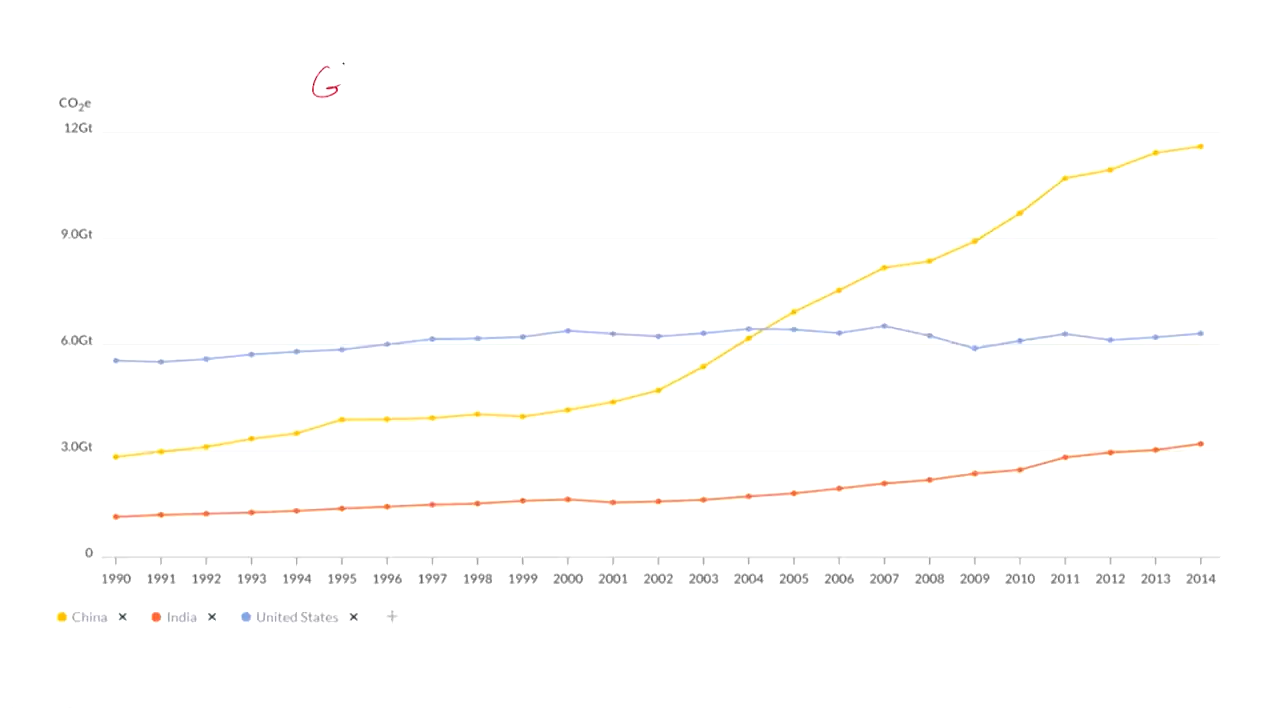 G
CO₂e
12Gt
9.0Gt
6.0Gt
3.0Gt
0
1990 1991 1992 1993 1994 1995 1996 1997 1998 1999 2000 2001 2002 2003 2004 2005 2006 2007 2008 2009 2010 2011 2012 2013 2014
China × India × United States × +